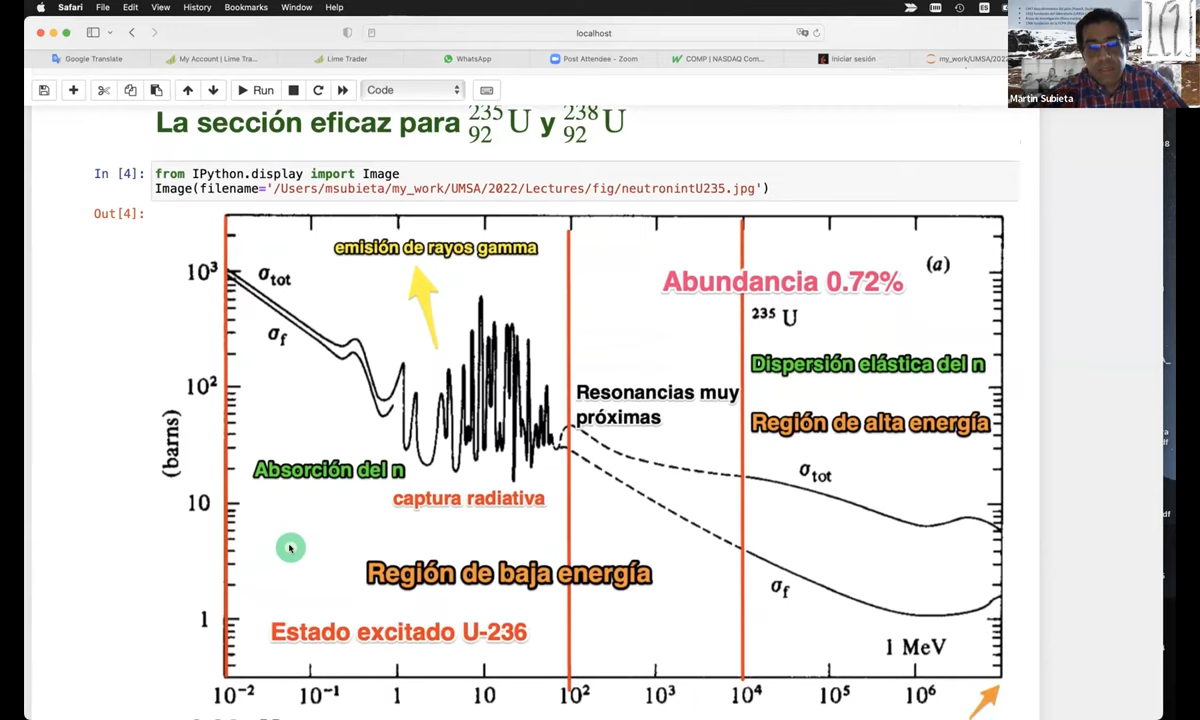 Safari File Edit View History Bookmarks Window Help
ES
localhost
Google Translate My Account | Lime Tra... Lime Trader WhatsApp Post Attendee - Zoom COMP | NASDAQ Com... Iniciar sesión my_work/UMSA/202
Run Code
Martin Subieta
La sección eficaz para 235 92 U y 238 92 U
In [4]: from IPython.display import Image
Image(filename='/Users/msubieta/my_work/UMSA/2022/Lectures/fig/neutronintU235.jpg')
Out[4]:
emisión de rayos gamma
(a)
10³
σtot
Abundancia 0.72%
235 U
σf
Dispersión elástica del n
10²
Resonancias muy
próximas
Región de alta energía
(barns)
Absorción del n
σtot
captura radiativa
10
Región de baja energía
σf
1
Estado excitado U-236
1 MeV
10⁻² 10⁻¹ 1 10 10² 10³ 10⁴ 10⁵ 10⁶